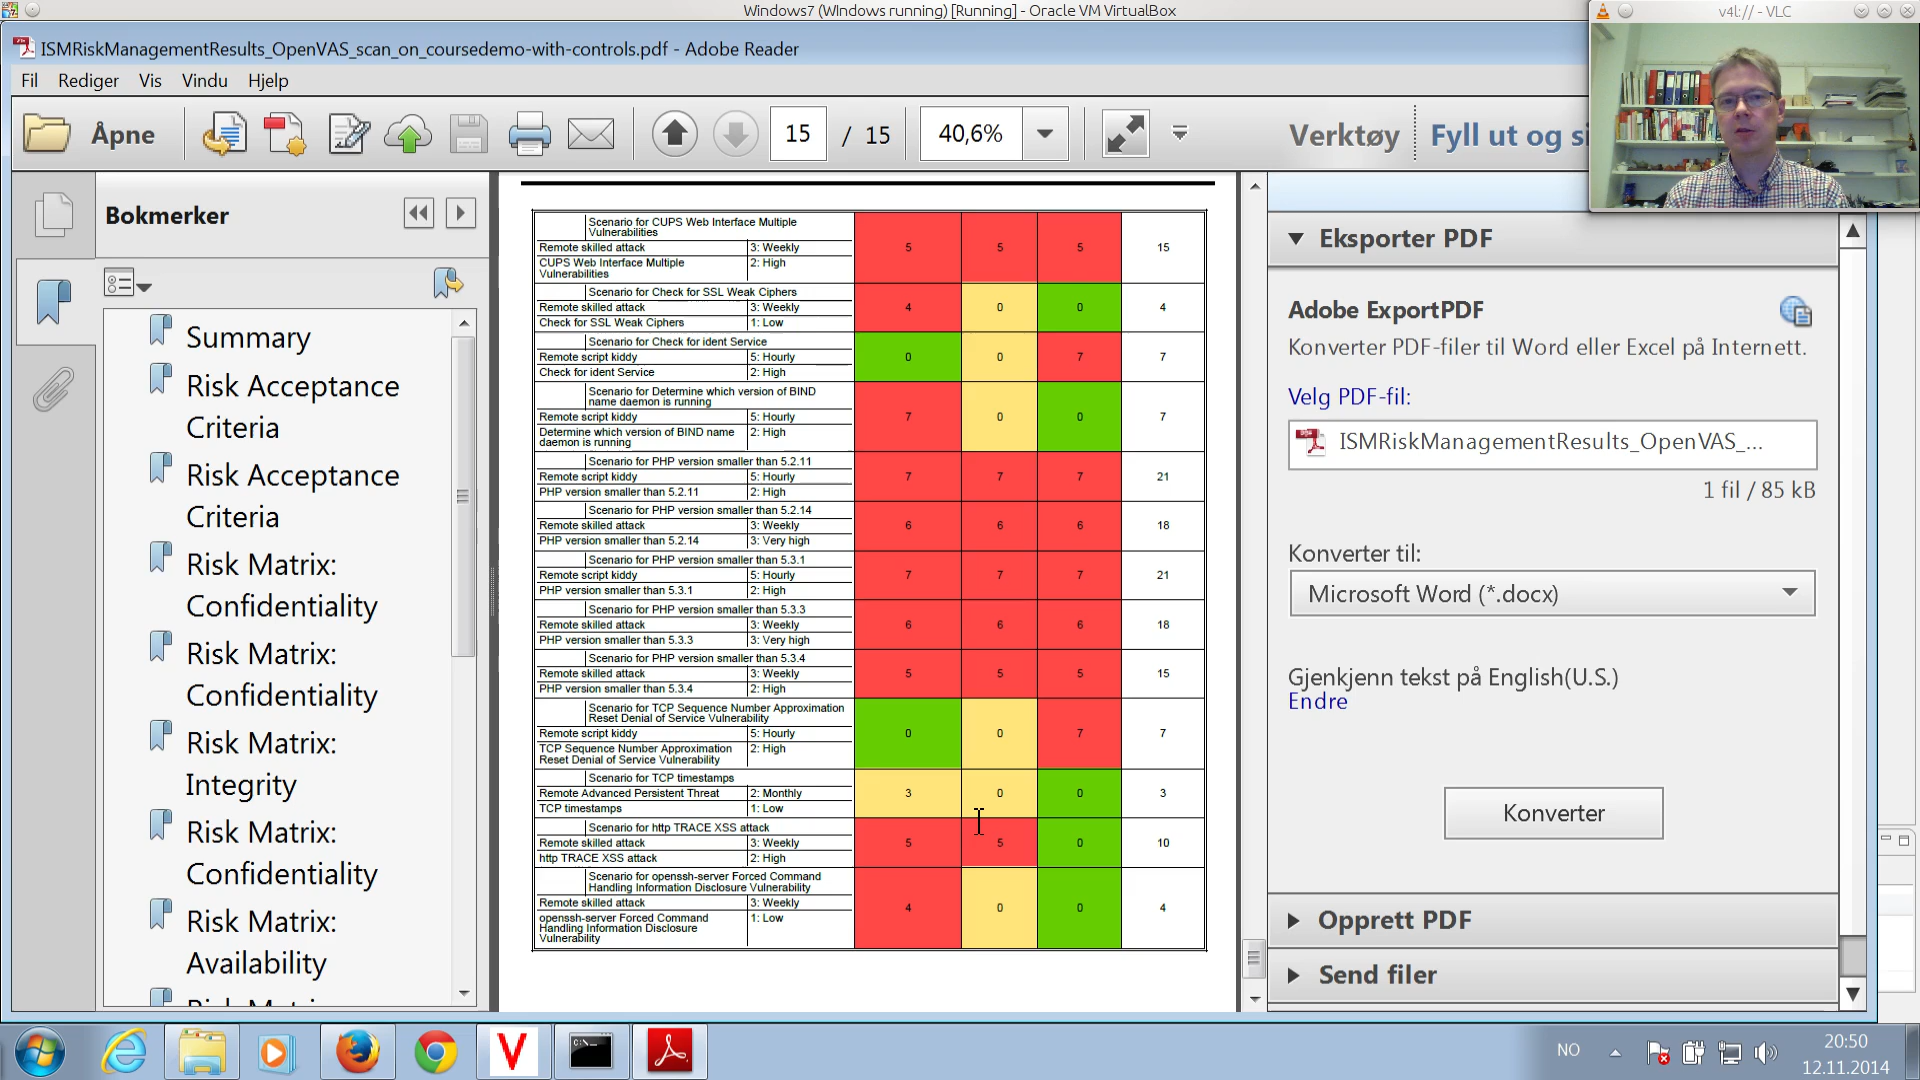 Windows7 (WIndows running) [Running] - Oracle VM VirtualBox
v4l:// - VLC
ISMRiskManagementResults_OpenVAS_scan_on_coursedemo-with-controls.pdf - Adobe Reader
Fil Rediger Vis Vindu Hjelp
Åpne 15 / 15 40,6% Verktøy Fyll ut og si
Bokmerker
Summary
Risk Acceptance
Criteria
Risk Acceptance
Criteria
Risk Matrix:
Confidentiality
Risk Matrix:
Confidentiality
Risk Matrix:
Integrity
Risk Matrix:
Confidentiality
Risk Matrix:
Availability
Scenario for CUPS Web Interface Multiple
Vulnerabilities
Remote skilled attack 3: Weekly 5 5 5 15
CUPS Web Interface Multiple 2: High
Vulnerabilities
Scenario for Check for SSL Weak Ciphers
Remote skilled attack 3: Weekly 4 0 0 4
Check for SSL Weak Ciphers 1: Low
Scenario for Check for ident Service
Remote script kiddy 5: Hourly 0 0 7 7
Check for ident Service 2: High
Scenario for Determine which version of BIND
name daemon is running
Remote script kiddy 5: Hourly 7 0 0 7
Determine which version of BIND name 2: High
daemon is running
Scenario for PHP version smaller than 5.2.11
Remote script kiddy 5: Hourly 7 7 7 21
PHP version smaller than 5.2.11 2: High
Scenario for PHP version smaller than 5.2.14
Remote skilled attack 3: Weekly 6 6 6 18
PHP version smaller than 5.2.14 3: Very high
Scenario for PHP version smaller than 5.3.1
Remote script kiddy 5: Hourly 7 7 7 21
PHP version smaller than 5.3.1 2: High
Scenario for PHP version smaller than 5.3.3
Remote skilled attack 3: Weekly 6 6 6 18
PHP version smaller than 5.3.3 3: Very high
Scenario for PHP version smaller than 5.3.4
Remote skilled attack 3: Weekly 5 5 5 15
PHP version smaller than 5.3.4 2: High
Scenario for TCP Sequence Number Approximation
Reset Denial of Service Vulnerability
Remote script kiddy 5: Hourly 0 0 7 7
TCP Sequence Number Approximation 2: High
Reset Denial of Service Vulnerability
Scenario for TCP timestamps
Remote Advanced Persistent Threat 2: Monthly 3 0 0 3
TCP timestamps 1: Low
Scenario for http TRACE XSS attack
Remote skilled attack 3: Weekly 5 5 0 10
http TRACE XSS attack 2: High
Scenario for openssh-server Forced Command
Handling Information Disclosure Vulnerability
Remote skilled attack 3: Weekly 4 0 0 4
openssh-server Forced Command 1: Low
Handling Information Disclosure
Vulnerability
Eksporter PDF
Adobe ExportPDF
Konverter PDF-filer til Word eller Excel på Internett.
Velg PDF-fil:
ISMRiskManagementResults_OpenVAS_...
1 fil / 85 kB
Konverter til:
Microsoft Word (*.docx)
Gjenkjenn tekst på English(U.S.)
Endre
Konverter
Opprett PDF
Send filer
NO
20:50
12.11.2014